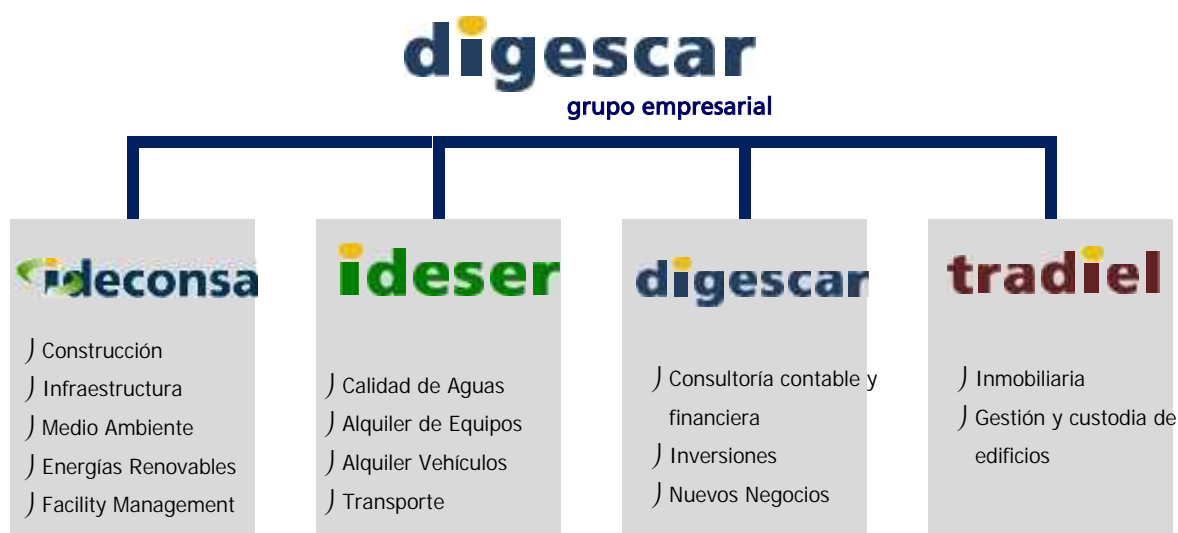 digescar
grupo empresarial
ideconsa
Construcción
Infraestructura
Medio Ambiente
Energías Renovables
Facility Management
ideser
Calidad de Aguas
Alquiler de Equipos
Alquiler Vehículos
Transporte
digescar
Consultoría contable y
financiera
Inversiones
Nuevos Negocios
tradiel
Inmobiliaria
Gestión y custodia de
edificios